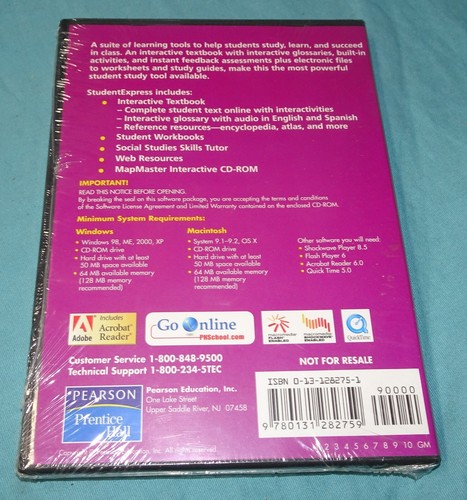 A suite of learning tools to help students study, learn, and succeed
in class. An interactive textbook with interactive glossaries, built-in
activities, and instant feedback assessments plus electronic files
to worksheets and study guides, make this the most powerful
student study tool available.
StudentExpress includes:
• Interactive Textbook
– Complete student text online with interactivities
– Interactive glossary with audio in English and Spanish
– Reference resources—encyclopedia, atlas, and more
• Student Workbooks
• Social Studies Skills Tutor
• Web Resources
• MapMaster Interactive CD-ROM
IMPORTANT!
READ THIS NOTICE BEFORE OPENING.
By breaking the seal on this software package, you are accepting the terms and conditions
of the Software License Agreement and Limited Warranty contained on the enclosed CD-ROM.
Minimum System Requirements:
Windows
• Windows 98, ME, 2000, XP
• CD-ROM drive
• Hard drive with at least
50 MB space available
• 64 MB available memory
(128 MB memory
recommended)
Macintosh
• System 9.1–9.2, OS X
• CD-ROM drive
• Hard drive with at least
50 MB space available
• 64 MB available memory
(128 MB memory
recommended)
Other software you will need:
• Shockwave Player 8.5
• Flash Player 6
• Acrobat Reader 6.0
• Quick Time 5.0
Adobe
Includes
Acrobat
Reader
Go Online
PHSchool.com
FLASH
ENABLED
SHOCKWAVE
ENABLED
QuickTime
Customer Service 1-800-848-9500
Technical Support 1-800-234-5TEC
NOT FOR RESALE
PEARSON
Prentice
Hall
Pearson Education, Inc.
One Lake Street
Upper Saddle River, NJ 07458
ISBN 0-13-128275-1
90000
9 780131 282759
1 2 3 4 5 6 7 8 9 10 GM